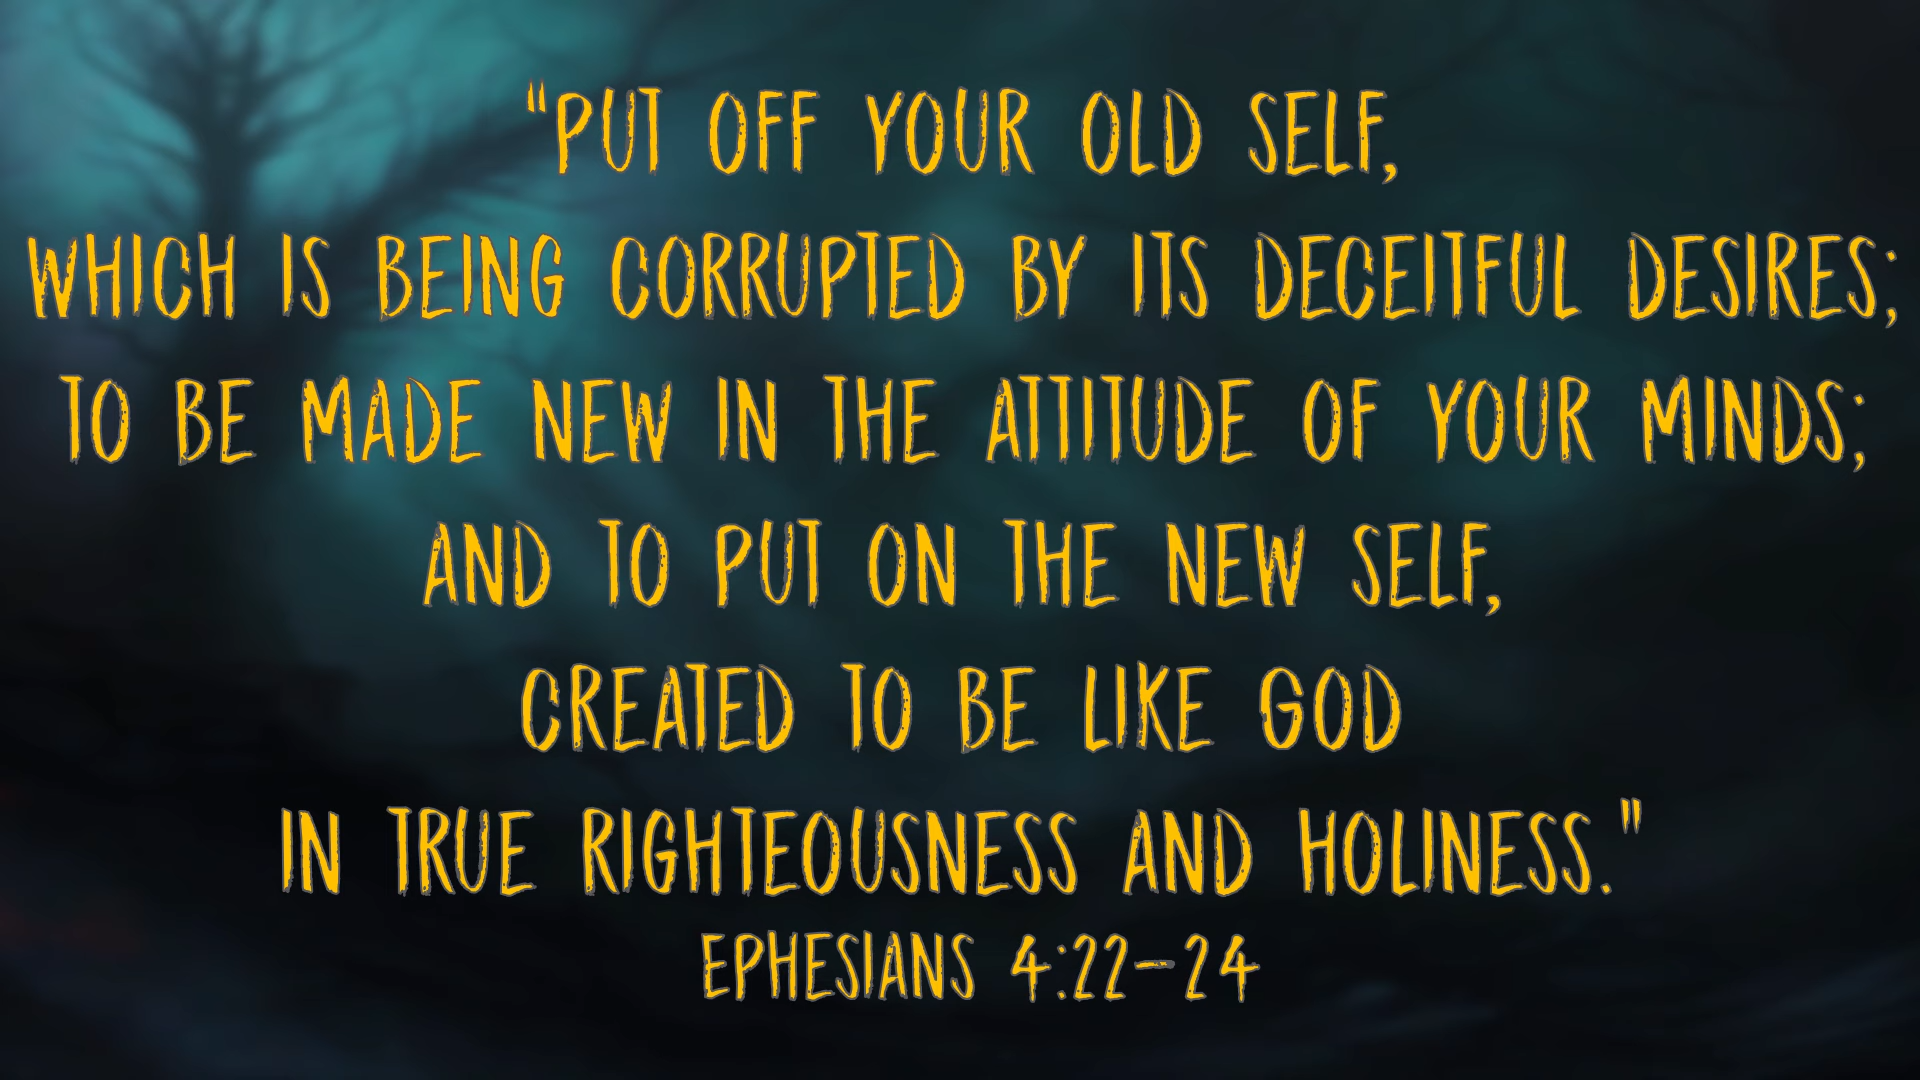 "PUT OFF YOUR OLD SELF,
WHICH IS BEING CORRUPTED BY ITS DECEITFUL DESIRES;
TO BE MADE NEW IN THE ATTITUDE OF YOUR MINDS;
AND TO PUT ON THE NEW SELF,
CREATED TO BE LIKE GOD
IN TRUE RIGHTEOUSNESS AND HOLINESS."
EPHESIANS 4:22–24